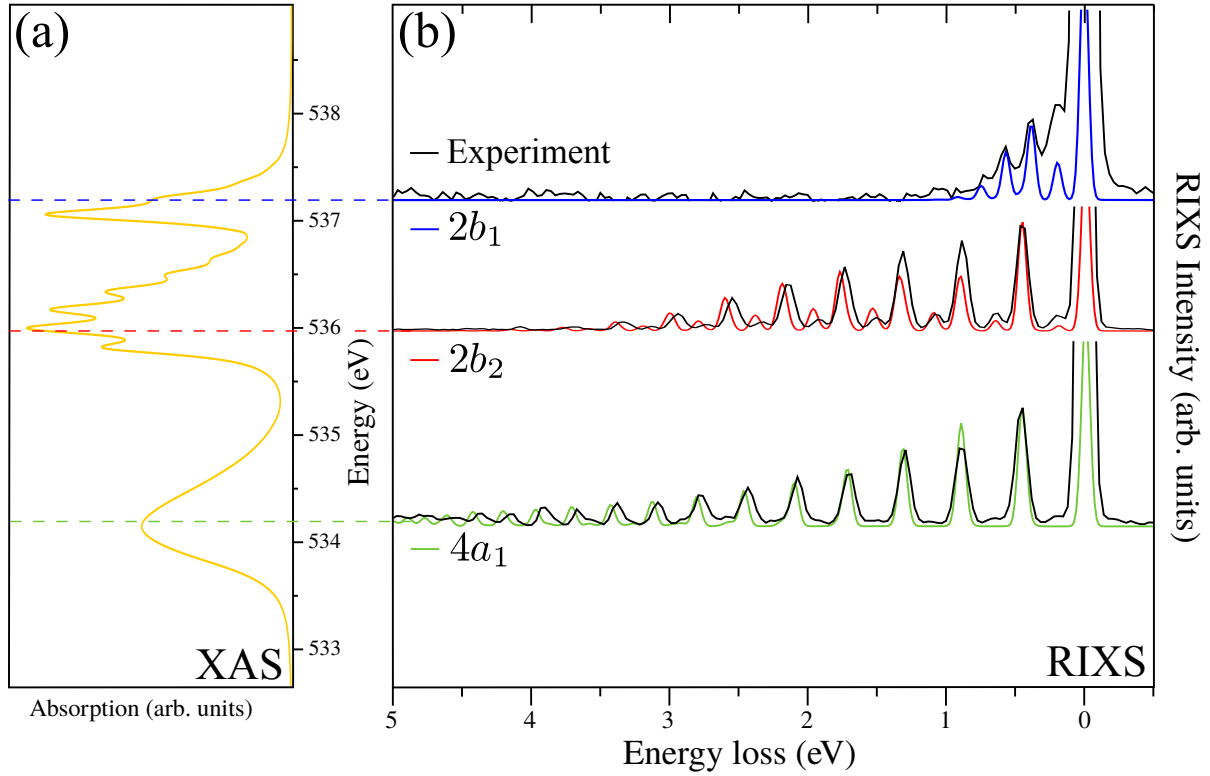 (a)
XAS
Absorption (arb. units)
538
537
536
535
534
533
Energy (eV)
(b)
Experiment
2b₁
2b₂
4a₁
RIXS
5
4
3
2
1
0
Energy loss (eV)
RIXS Intensity (arb. units)